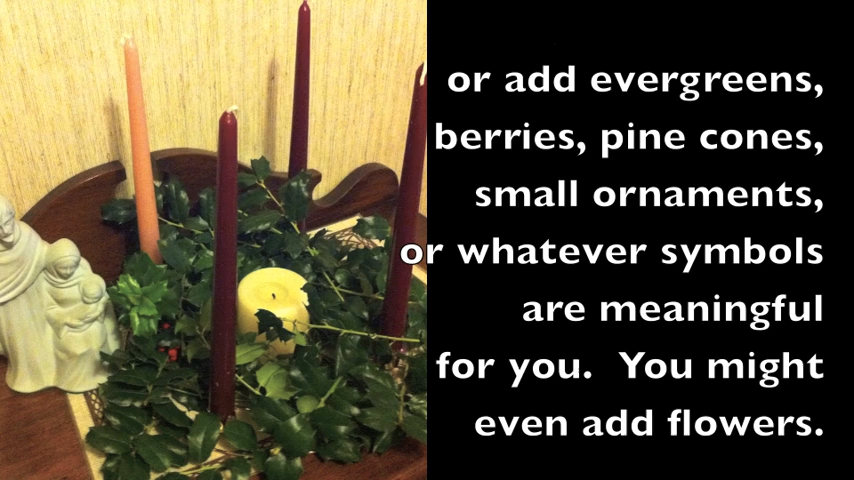 or add evergreens,
berries, pine cones,
small ornaments,
or whatever symbols
are meaningful
for you.  You might
even add flowers.